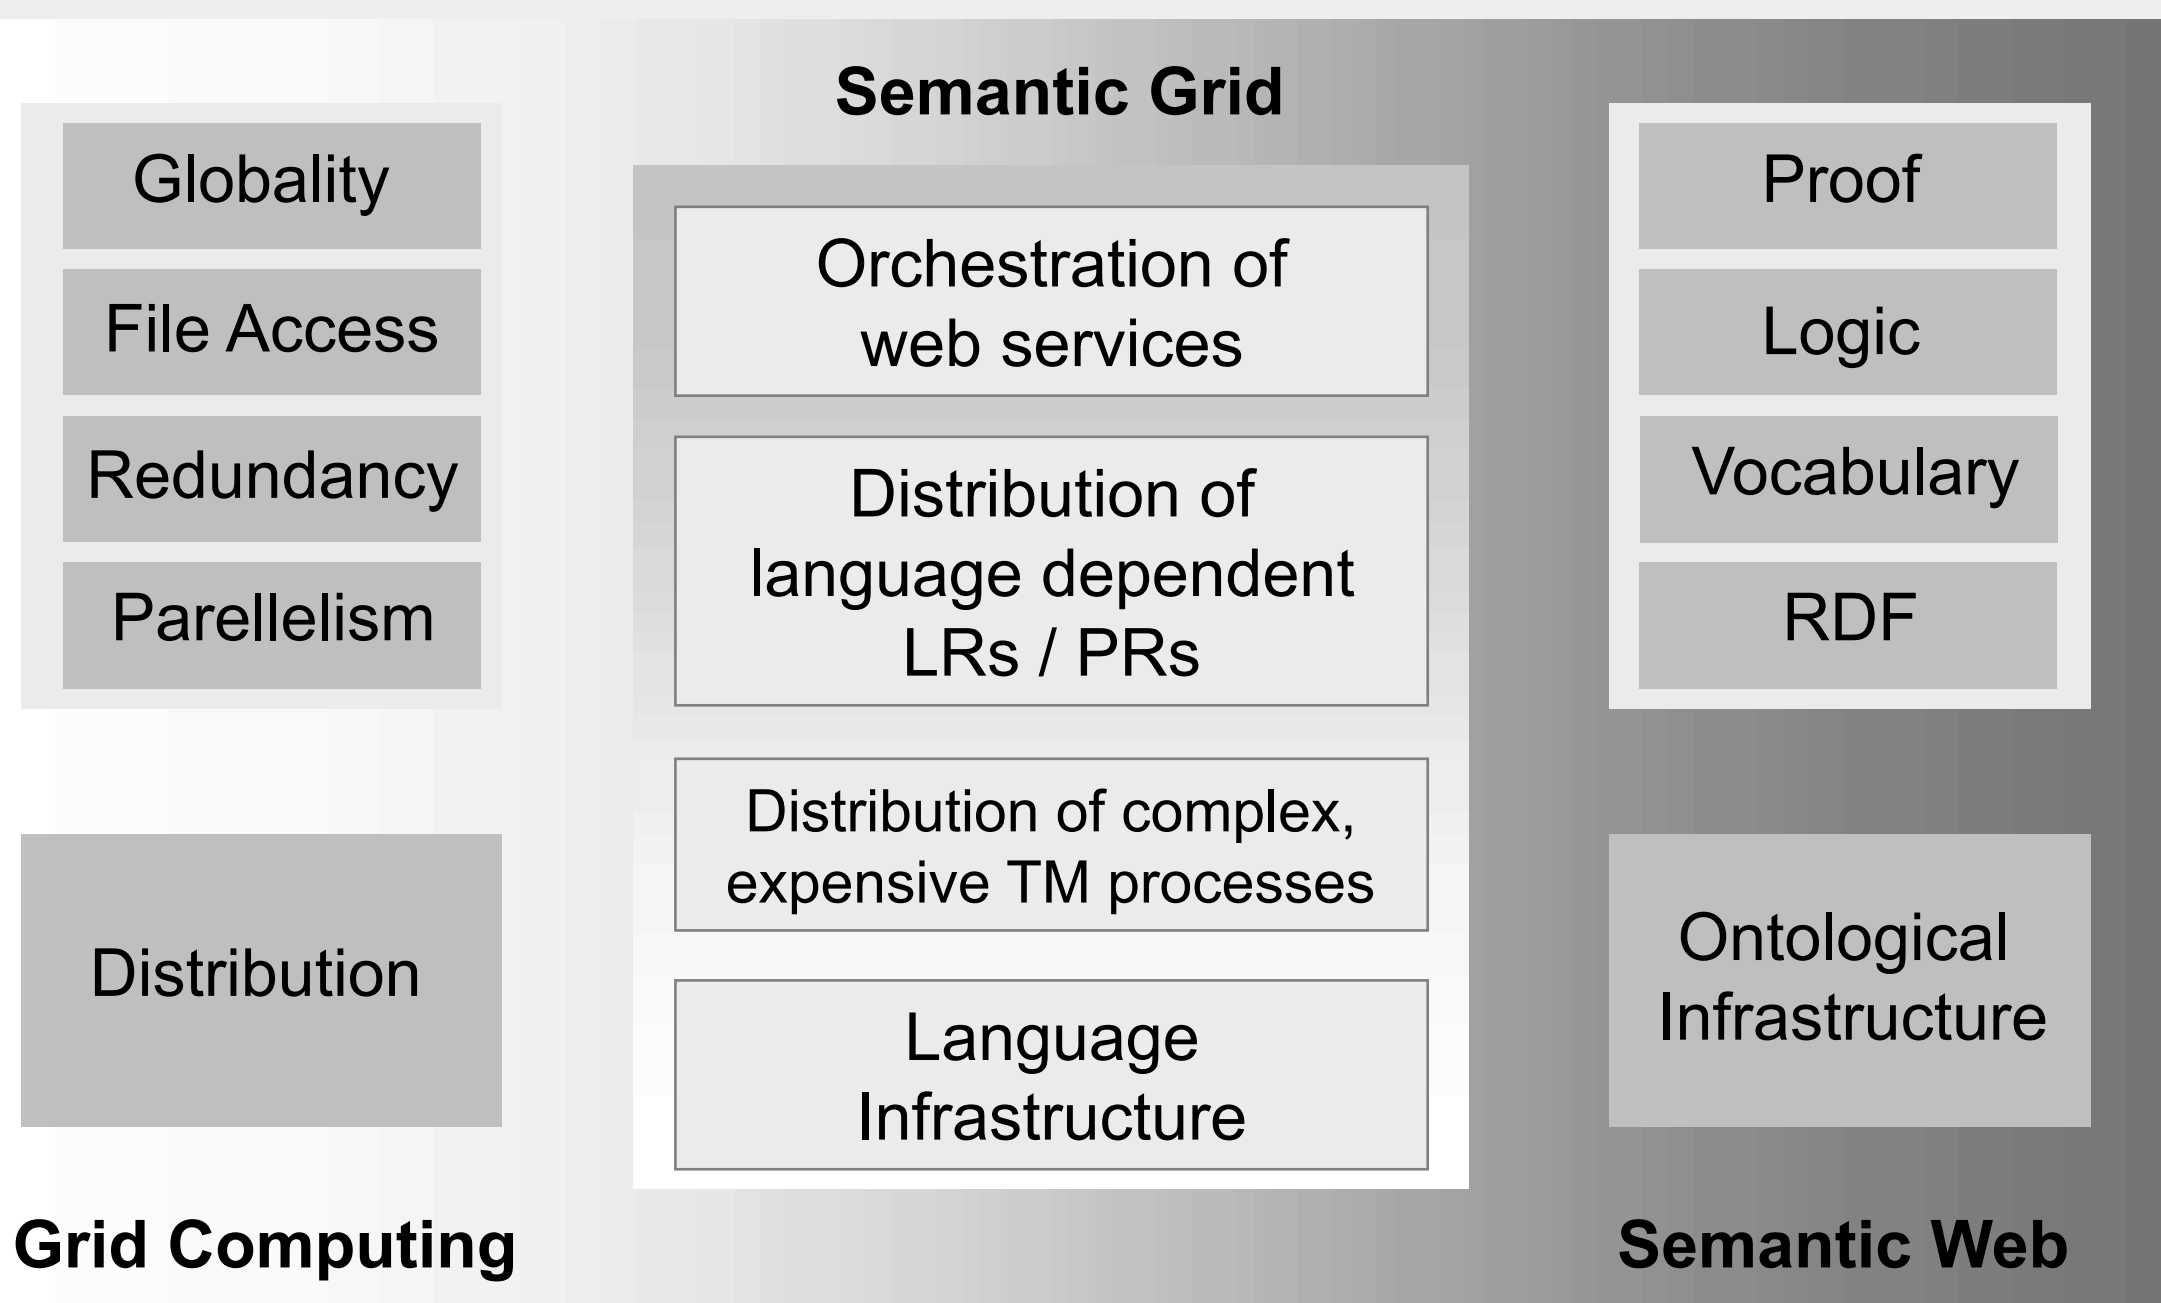 Semantic Grid
Globality
File Access
Redundancy
Parellelism
Distribution
Grid Computing
Orchestration of
web services
Distribution of
language dependent
LRs / PRs
Distribution of complex,
expensive TM processes
Language
Infrastructure
Proof
Logic
Vocabulary
RDF
Ontological
Infrastructure
Semantic Web